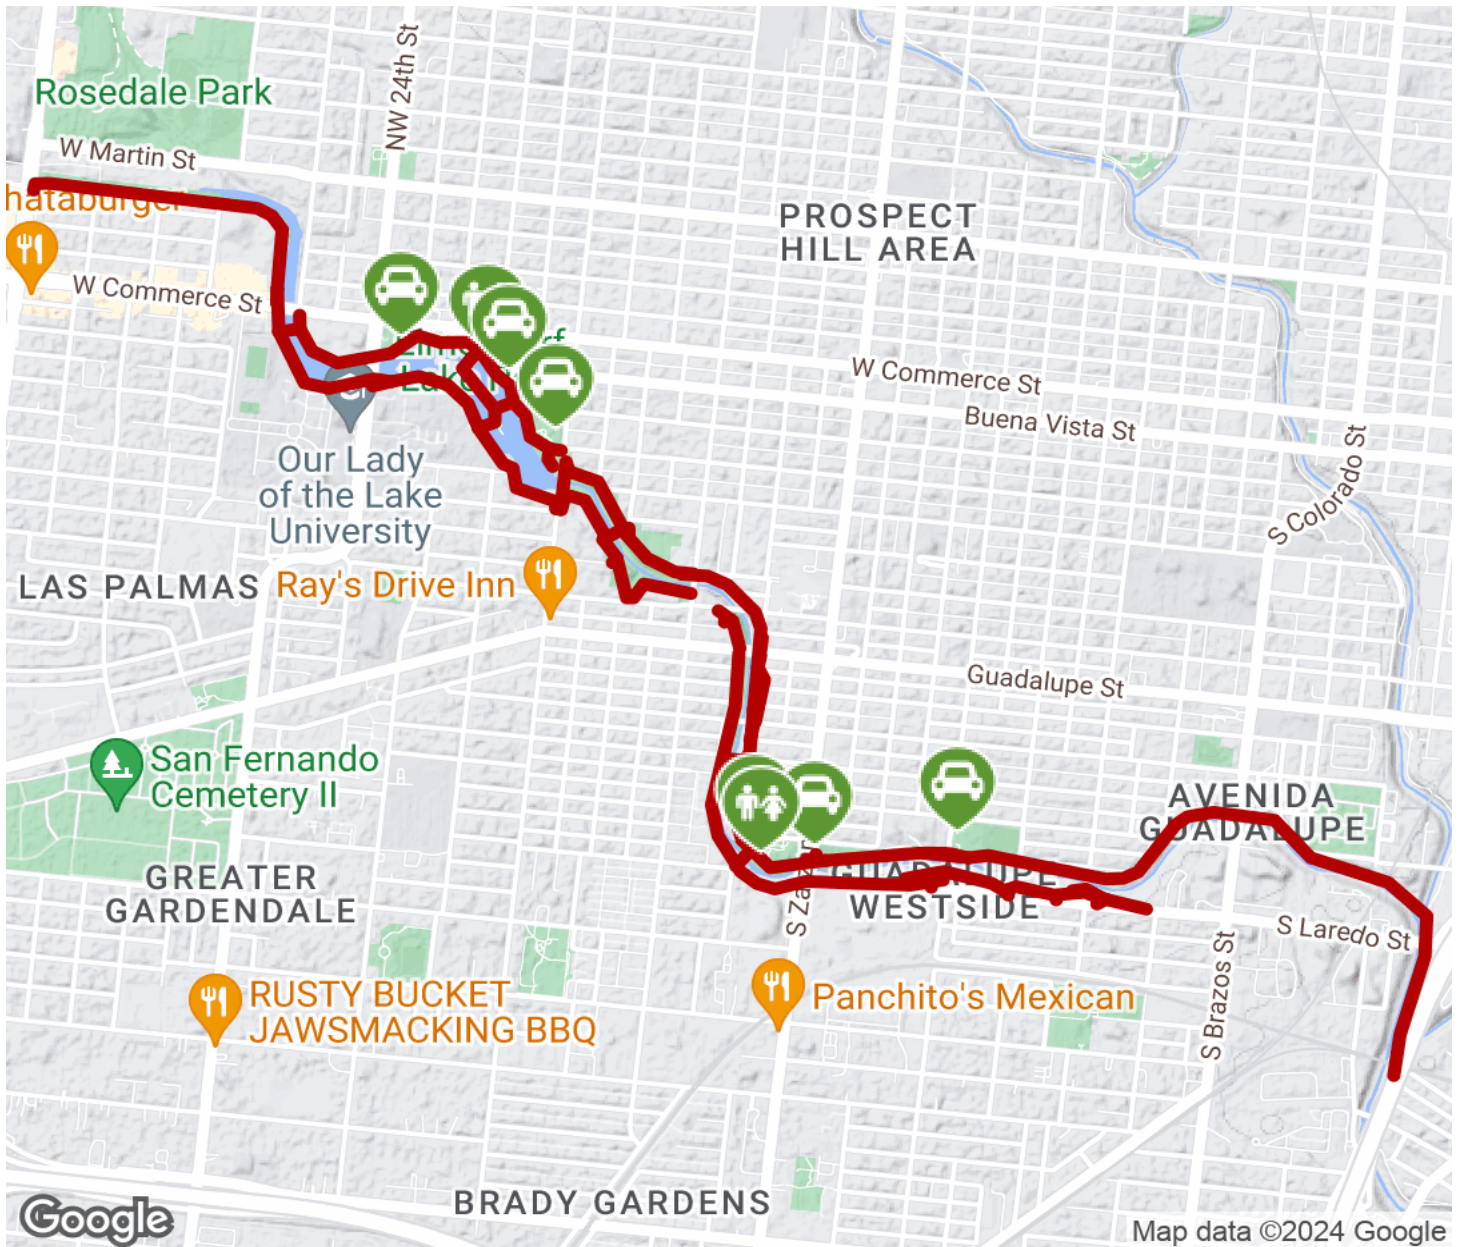 NW 24th St
Rosedale Park
W Martin St
hataburger
PROSPECT
HILL AREA
W Commerce St
W Commerce St
Buena Vista St
S Colorado St
Our Lady
of the Lake
University
LAS PALMAS
Ray's Drive Inn
Guadalupe St
San Fernando
Cemetery II
AVENIDA
GUADALUPE
GREATER
GARDENDALE
GUADALUPE
WESTSIDE
S Laredo St
S Brazos St
RUSTY BUCKET
JAWSMACKING BBQ
Panchito's Mexican
BRADY GARDENS
Google
Map data ©2024 Google